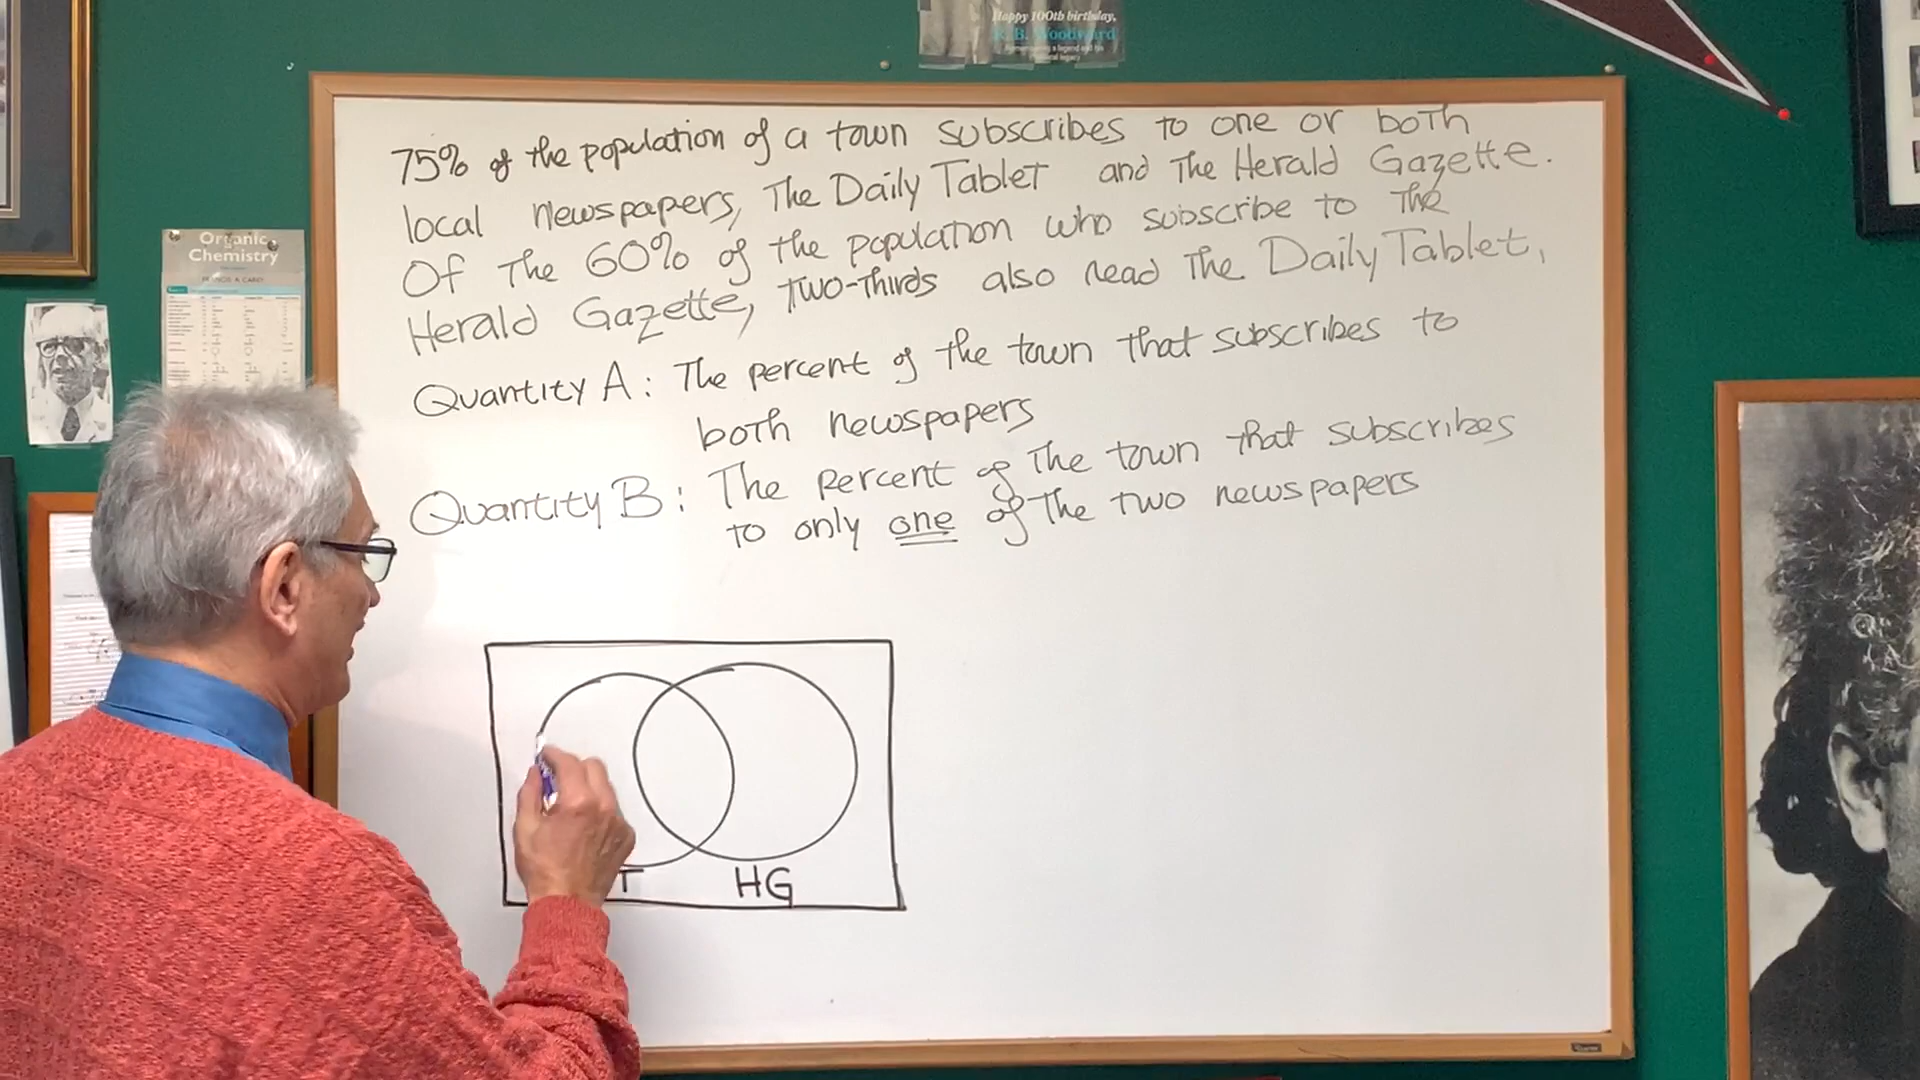 Happy 100th birthday,
R. B. Woodward
Organic
Chemistry
75% of the population of a town subscribes to one or both
local newspapers, The Daily Tablet and The Herald Gazette.
Of The 60% of the population who subscribe to The
Herald Gazette, two-thirds also read The Daily Tablet.
Quantity A: The percent of the town that subscribes to
both newspapers
Quantity B: The percent of the town that subscribes
to only one of the two newspapers
T HG